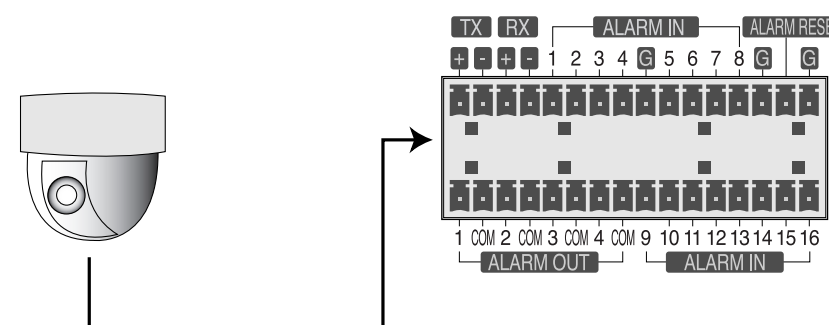 TX RX ALARM IN ALARM RESE
+ - + - 1 2 3 4 G 5 6 7 8 G G
1 COM 2 COM 3 COM 4 COM 9 10 11 12 13 14 15 16
ALARM OUT ALARM IN